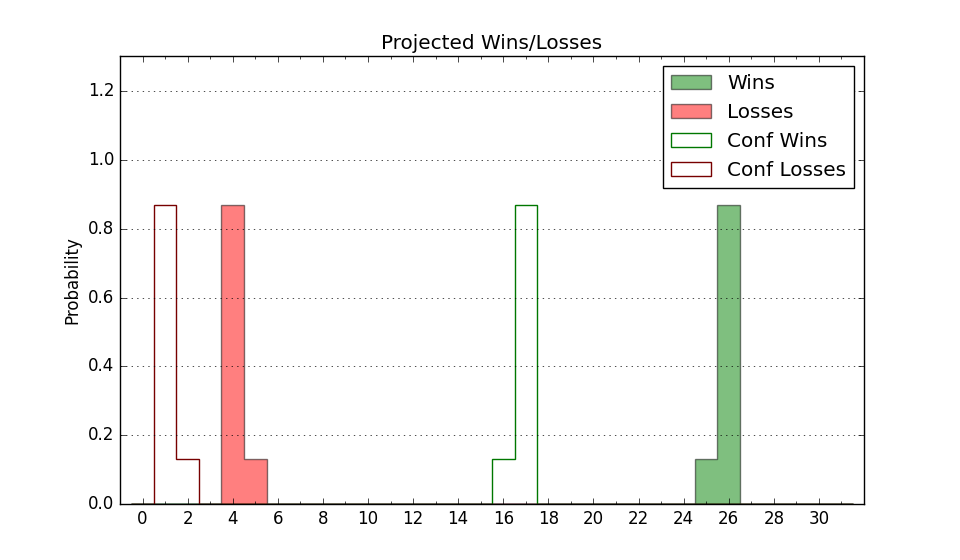 Projected Wins/Losses
Wins
Losses
Conf Wins
Conf Losses
Probability
1.2
1.0
0.8
0.6
0.4
0.2
0.0
0 2 4 6 8 10 12 14 16 18 20 22 24 26 28 30